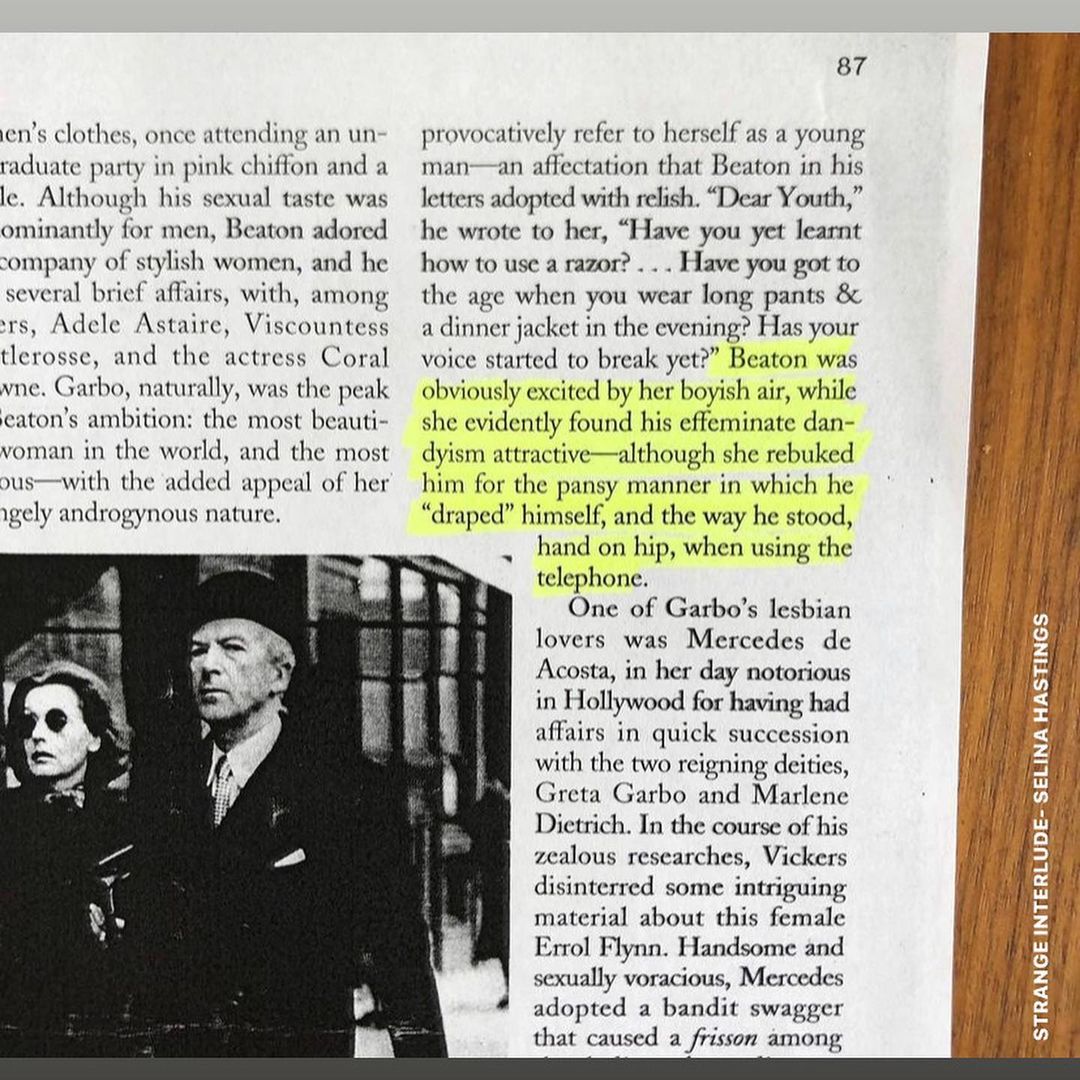 87
men's clothes, once attending an un-
raduate party in pink chiffon and a
le. Although his sexual taste was
ominantly for men, Beaton adored
company of stylish women, and he
several brief affairs, with, among
ers, Adele Astaire, Viscountess
tlerosse, and the actress Coral
wne. Garbo, naturally, was the peak
Beaton's ambition: the most beauti-
woman in the world, and the most
ous—with the added appeal of her
ngely androgynous nature.
provocatively refer to herself as a young
man—an affectation that Beaton in his
letters adopted with relish. “Dear Youth,”
he wrote to her, “Have you yet learnt
how to use a razor? . . . Have you got to
the age when you wear long pants &
a dinner jacket in the evening? Has your
voice started to break yet?” Beaton was
obviously excited by her boyish air, while
she evidently found his effeminate dan-
dyism attractive—although she rebuked
him for the pansy manner in which he
“draped” himself, and the way he stood,
hand on hip, when using the
telephone.
One of Garbo's lesbian
lovers was Mercedes de
Acosta, in her day notorious
in Hollywood for having had
affairs in quick succession
with the two reigning deities,
Greta Garbo and Marlene
Dietrich. In the course of his
zealous researches, Vickers
disinterred some intriguing
material about this female
Errol Flynn. Handsome and
sexually voracious, Mercedes
adopted a bandit swagger
that caused a frisson among
STRANGE INTERLUDE- SELINA HASTINGS